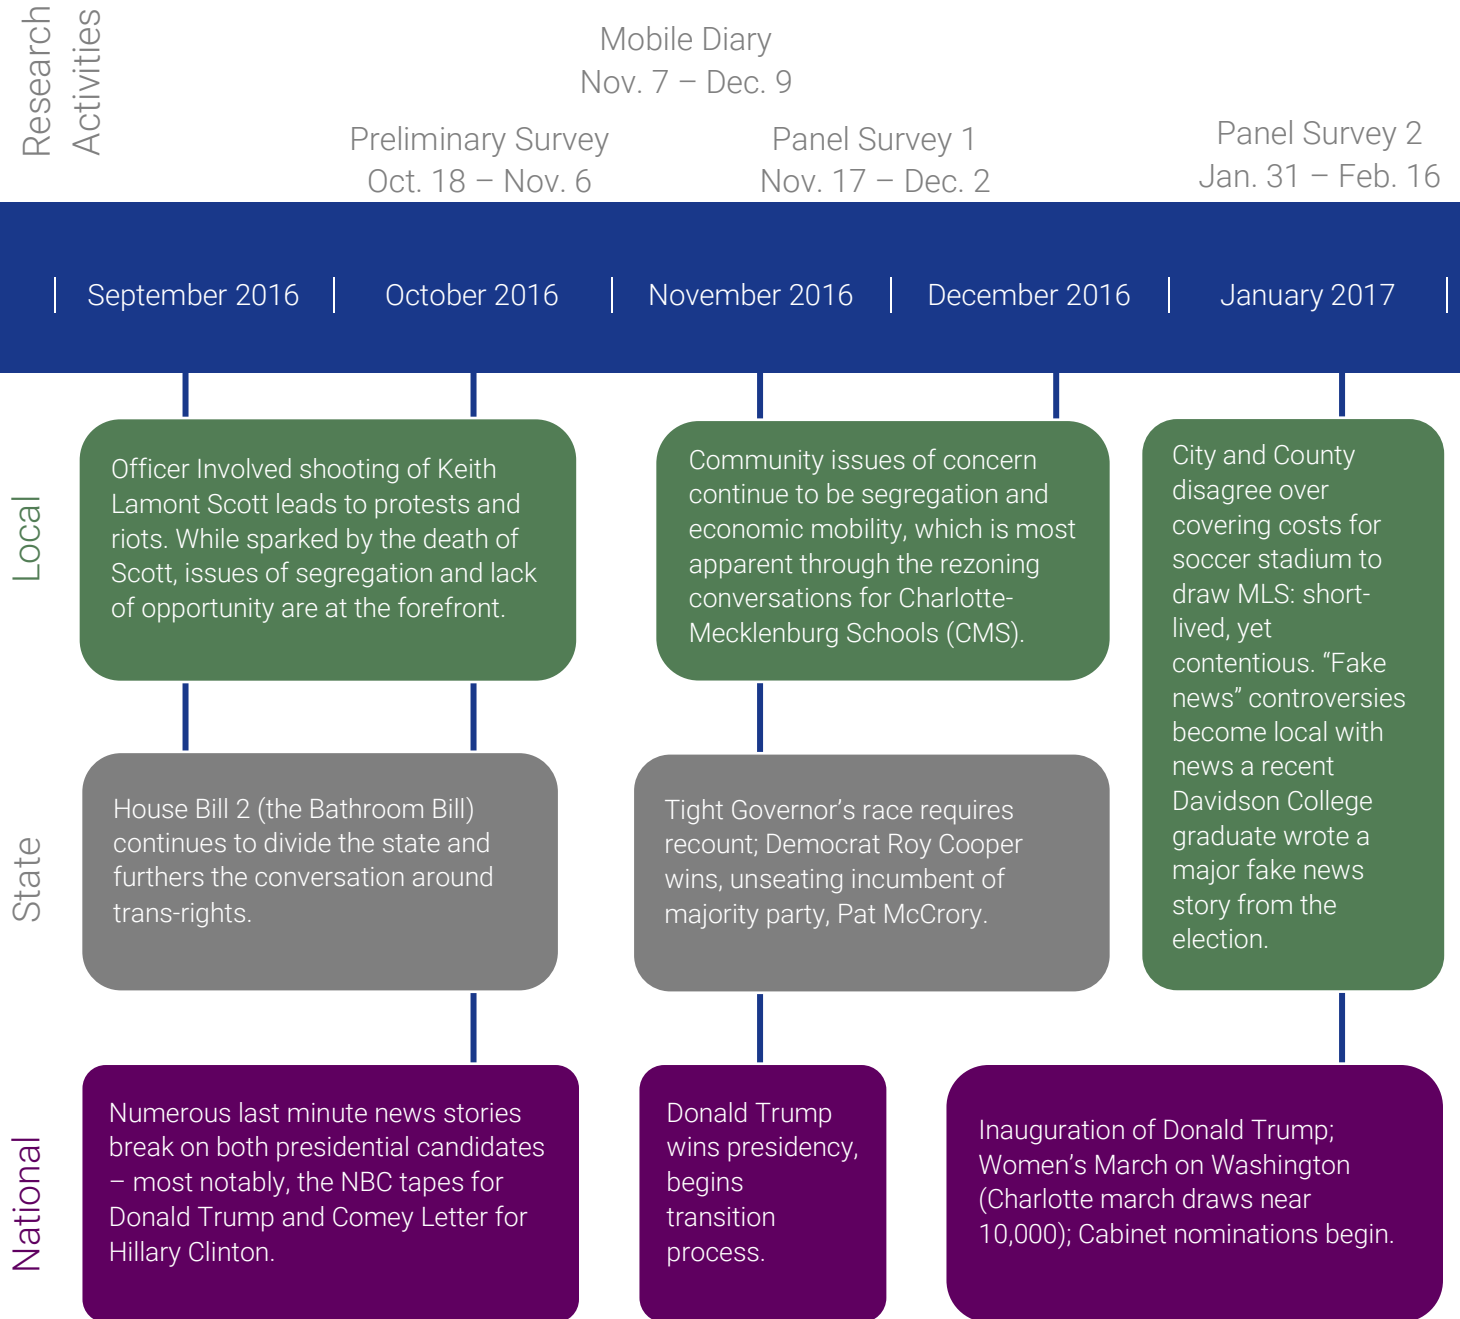 Research
Activities
Mobile Diary
Nov. 7 – Dec. 9
Preliminary Survey
Oct. 18 – Nov. 6
Panel Survey 1
Nov. 17 – Dec. 2
Panel Survey 2
Jan. 31 – Feb. 16
September 2016
October 2016
November 2016
December 2016
January 2017
Local
Officer Involved shooting of Keith
Lamont Scott leads to protests and
riots. While sparked by the death of
Scott, issues of segregation and lack
of opportunity are at the forefront.
Community issues of concern
continue to be segregation and
economic mobility, which is most
apparent through the rezoning
conversations for Charlotte-
Mecklenburg Schools (CMS).
City and County
disagree over
covering costs for
soccer stadium to
draw MLS: short-
lived, yet
contentious. “Fake
news” controversies
become local with
news a recent
Davidson College
graduate wrote a
major fake news
story from the
election.
State
House Bill 2 (the Bathroom Bill)
continues to divide the state and
furthers the conversation around
trans-rights.
Tight Governor’s race requires
recount; Democrat Roy Cooper
wins, unseating incumbent of
majority party, Pat McCrory.
National
Numerous last minute news stories
break on both presidential candidates
– most notably, the NBC tapes for
Donald Trump and Comey Letter for
Hillary Clinton.
Donald Trump
wins presidency,
begins
transition
process.
Inauguration of Donald Trump;
Women’s March on Washington
(Charlotte march draws near
10,000); Cabinet nominations begin.